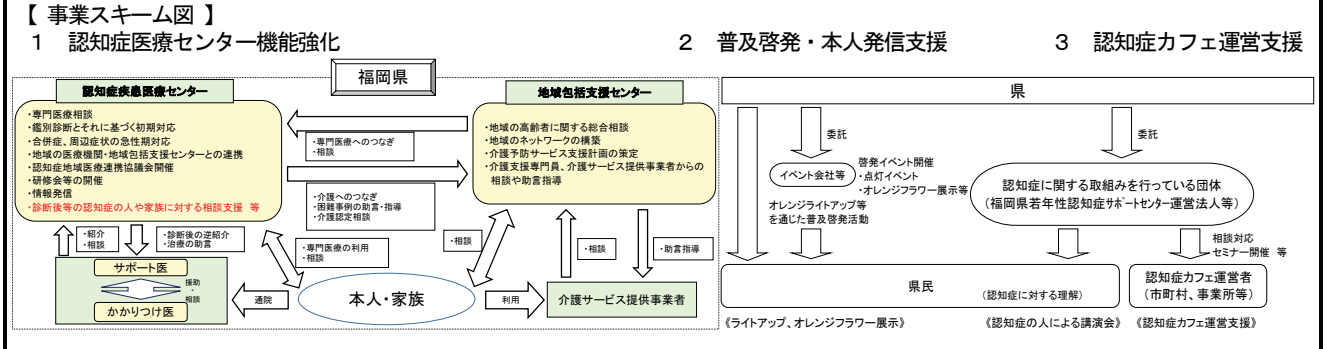 【 事業スキーム図 】
１　認知症医療センター機能強化
２　普及啓発・本人発信支援
３　認知症カフェ運営支援
福岡県
認知症疾患医療センター
・専門医療相談
・鑑別診断とそれに基づく初期対応
・合併症、周辺症状の急性期対応
・地域の医療機関・地域包括支援センターとの連携
・認知症地域医療連携協議会開催
・研修会等の開催
・情報発信
・診断後等の認知症の人や家族に対する相談支援 等
・専門医療へのつなぎ
・相談
・介護へのつなぎ
・困難事例の助言・指導
・介護認定相談
地域包括支援センター
・地域の高齢者に関する総合相談
・地域のネットワークの構築
・介護予防サービス支援計画の策定
・介護支援専門員、介護サービス提供事業者からの
相談や助言指導
・紹介
・相談
・診断後の逆紹介
・治療の助言
・専門医療の利用
・相談
・相談
・相談
・助言指導
サポート医
援助
・
相談
かかりつけ医
通院
本人・家族
利用
介護サービス提供事業者
県
委託
イベント会社等
啓発イベント開催
・点灯イベント
・オレンジフラワー展示等
オレンジライトアップ等
を通じた普及啓発活動
委託
認知症に関する取組みを行っている団体
（福岡県若年性認知症ｻﾎﾟｰﾄｾﾝﾀｰ運営法人等）
相談対応
セミナー開催 等
県民
（認知症に対する理解）
認知症カフェ運営者
（市町村、事業所等）
《ライトアップ、オレンジフラワー展示》
《認知症の人による講演会》
《認知症カフェ運営支援》